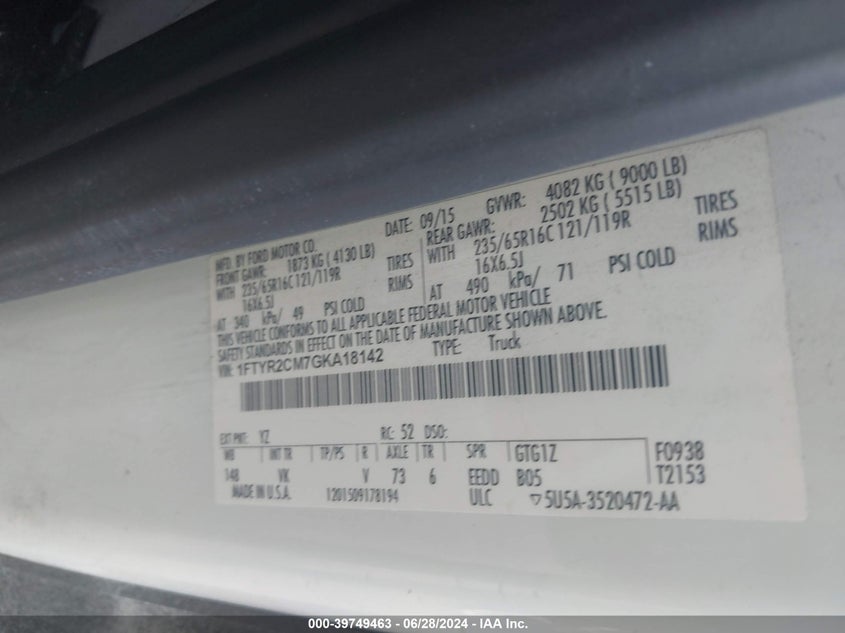 MFD. BY FORD MOTOR CO.
DATE: 09/15 GVWR: 4082 KG ( 9000 LB)
FRONT GAWR: 1873 KG ( 4130 LB)
REAR GAWR: 2502 KG ( 5515 LB)
WITH 235/65R16C 121/119R TIRES
WITH 235/65R16C 121/119R TIRES
16X6.5J RIMS
16X6.5J RIMS
AT 340 kPa/ 49 PSI COLD
AT 490 kPa/ 71 PSI COLD
THIS VEHICLE CONFORMS TO ALL APPLICABLE FEDERAL MOTOR VEHICLE
SAFETY STANDARDS IN EFFECT ON THE DATE OF MANUFACTURE SHOWN ABOVE.
VIN: 1FTYR2CM7GKA18142 TYPE: Truck
EXT PNT: YZ RC: 52 DSO:
WB INT TR TP/PS R AXLE TR SPR GTG1Z F0938
148 VK V 73 6 EEDD B05 T2153
MADE IN U.S.A. 1201509178194 ULC ▽5U5A-3520472-AA
000-39749463 - 06/28/2024 - IAA Inc.